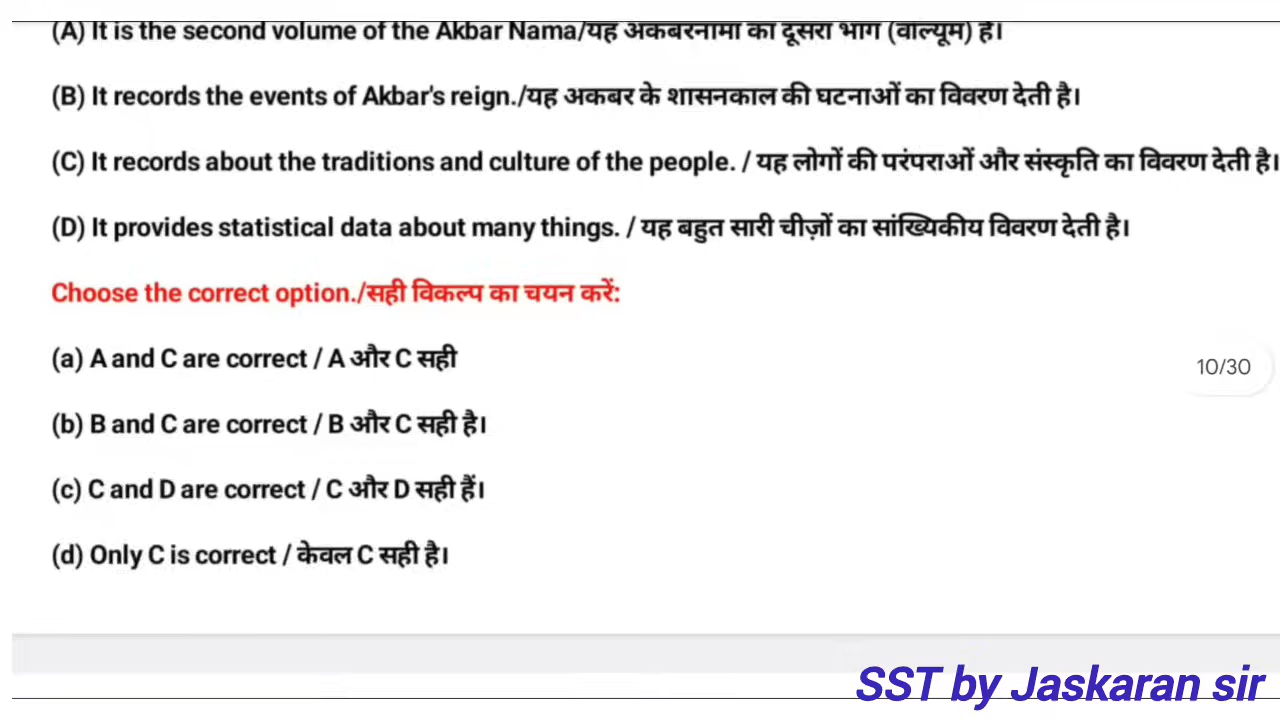 (A) It is the second volume of the Akbar Nama/यह अकबरनामा का दूसरा भाग (वाल्यूम) है।
(B) It records the events of Akbar's reign./यह अकबर के शासनकाल की घटनाओं का विवरण देती है।
(C) It records about the traditions and culture of the people. / यह लोगों की परंपराओं और संस्कृति का विवरण देती है।
(D) It provides statistical data about many things. / यह बहुत सारी चीज़ों का सांख्यिकीय विवरण देती है।
Choose the correct option./सही विकल्प का चयन करें:
(a) A and C are correct / A और C सही
10/30
(b) B and C are correct / B और C सही है।
(c) C and D are correct / C और D सही हैं।
(d) Only C is correct / केवल C सही है।
SST by Jaskaran sir